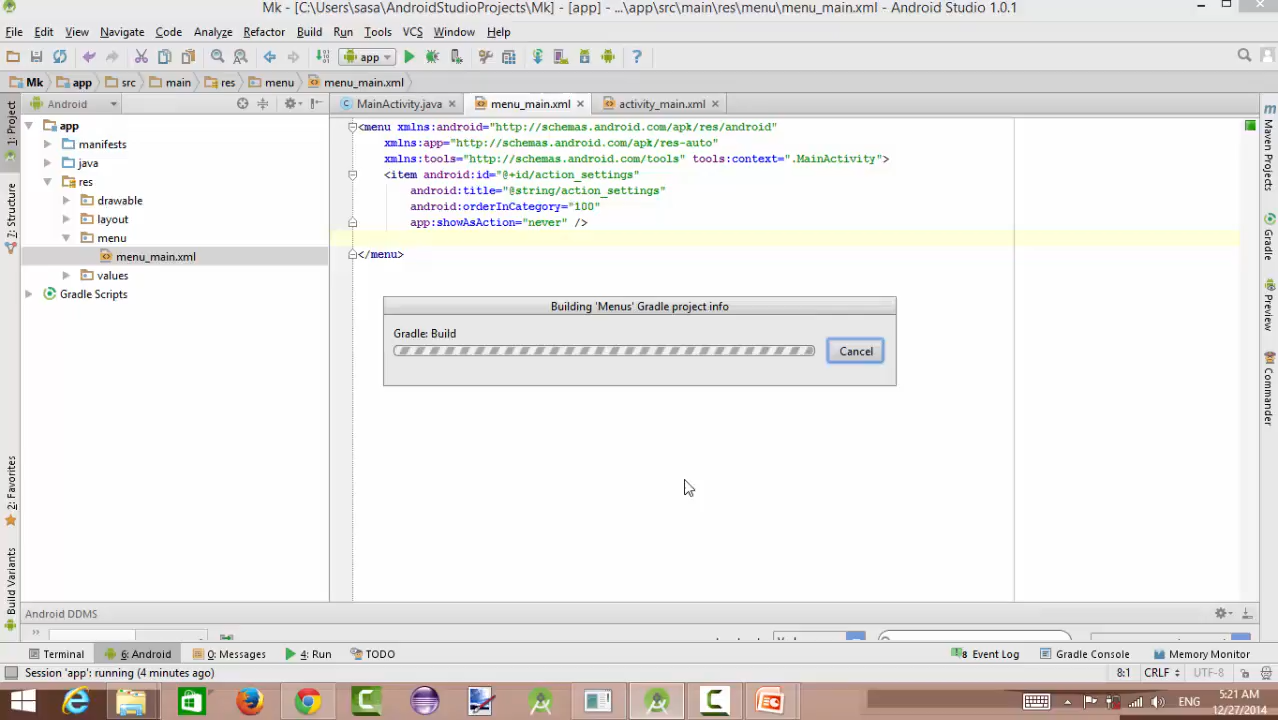 Mk - [C:\Users\sasa\AndroidStudioProjects\Mk] - [app] - ...\app\src\main\res\menu\menu_main.xml - Android Studio 1.0.1
File Edit View Navigate Code Analyze Refactor Build Run Tools VCS Window Help
app
Mk app src main res menu menu_main.xml
Android
MainActivity.java menu_main.xml activity_main.xml
1: Project
7: Structure
2: Favorites
Build Variants
app
manifests
java
res
drawable
layout
menu
menu_main.xml
values
Gradle Scripts
<menu xmlns:android="http://schemas.android.com/apk/res/android"
xmlns:app="http://schemas.android.com/apk/res-auto"
xmlns:tools="http://schemas.android.com/tools" tools:context=".MainActivity">
<item android:id="@+id/action_settings"
android:title="@string/action_settings"
android:orderInCategory="100"
app:showAsAction="never" />
</menu>
Building 'Menus' Gradle project info
Gradle: Build
Cancel
Maven Projects
Gradle
Preview
Commander
Android DDMS
Terminal 6: Android 0: Messages 4: Run TODO 8 Event Log Gradle Console Memory Monitor
Session 'app': running (4 minutes ago) 8:1 CRLF UTF-8
ENG
5:21 AM
12/27/2014